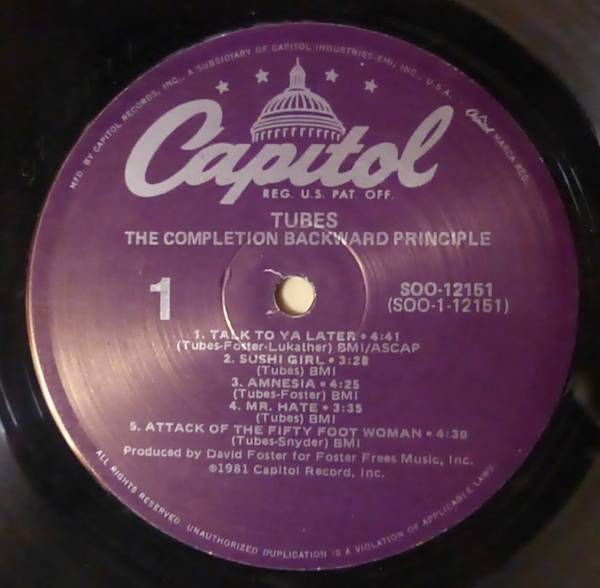 MFD. BY CAPITOL RECORDS, INC., A SUBSIDIARY OF CAPITOL INDUSTRIES-EMI, INC., U.S.A.
Capitol MARCA REG.
Capitol
REG. U.S. PAT. OFF.
TUBES
THE COMPLETION BACKWARD PRINCIPLE
1
SOO-12151
(SOO-1-12151)
1. TALK TO YA LATER • 4:41
(Tubes-Foster-Lukather) BMI/ASCAP
2. SUSHI GIRL • 3:28
(Tubes) BMI
3. AMNESIA • 4:25
(Tubes-Foster) BMI
4. MR. HATE • 3:35
(Tubes) BMI
5. ATTACK OF THE FIFTY FOOT WOMAN • 4:30
(Tubes-Snyder) BMI
Produced by David Foster for Foster Frees Music, Inc.
℗1981 Capitol Record, Inc.
ALL RIGHTS RESERVED. UNAUTHORIZED DUPLICATION IS A VIOLATION OF APPLICABLE LAWS.